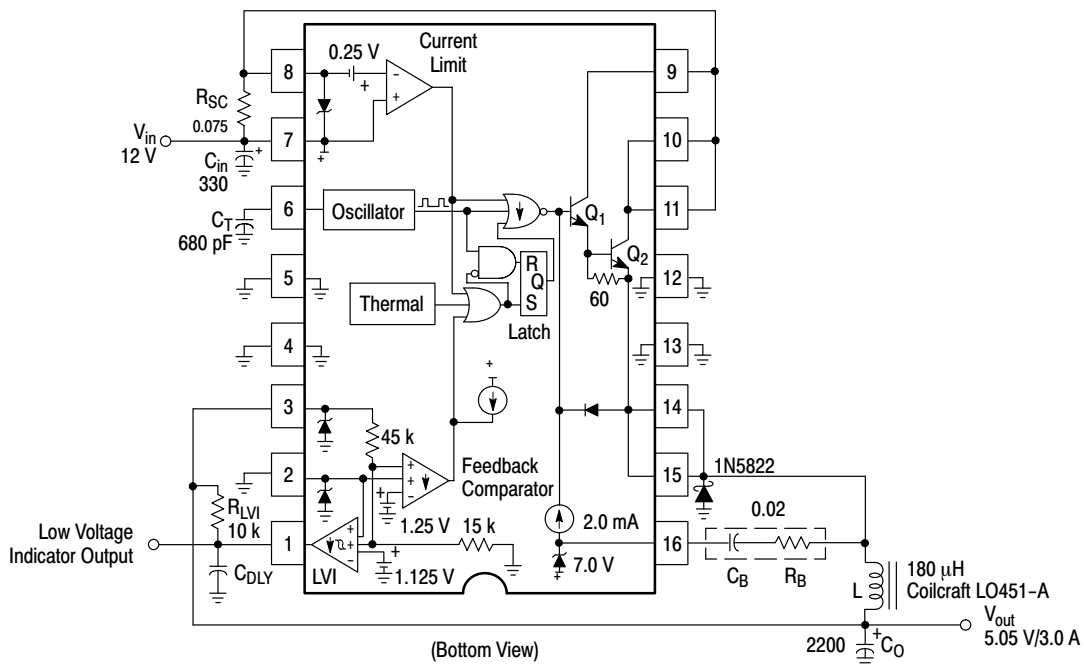 Current
Limit
0.25 V
8
9
R_SC
0.075
V_in
12 V
7
10
C_in
330
6
Oscillator
Q_1
11
C_T
680 pF
Q_2
5
R
Q
S
60
12
Thermal
Latch
4
13
3
14
45 k
2
Feedback
Comparator
15
1N5822
R_LVI
10 k
1.25 V
15 k
2.0 mA
16
0.02
Low Voltage
Indicator Output
1
C_DLY
LVI
1.125 V
7.0 V
C_B
R_B
L
180 μH
Coilcraft LO451-A
V_out
5.05 V/3.0 A
2200
C_O
(Bottom View)